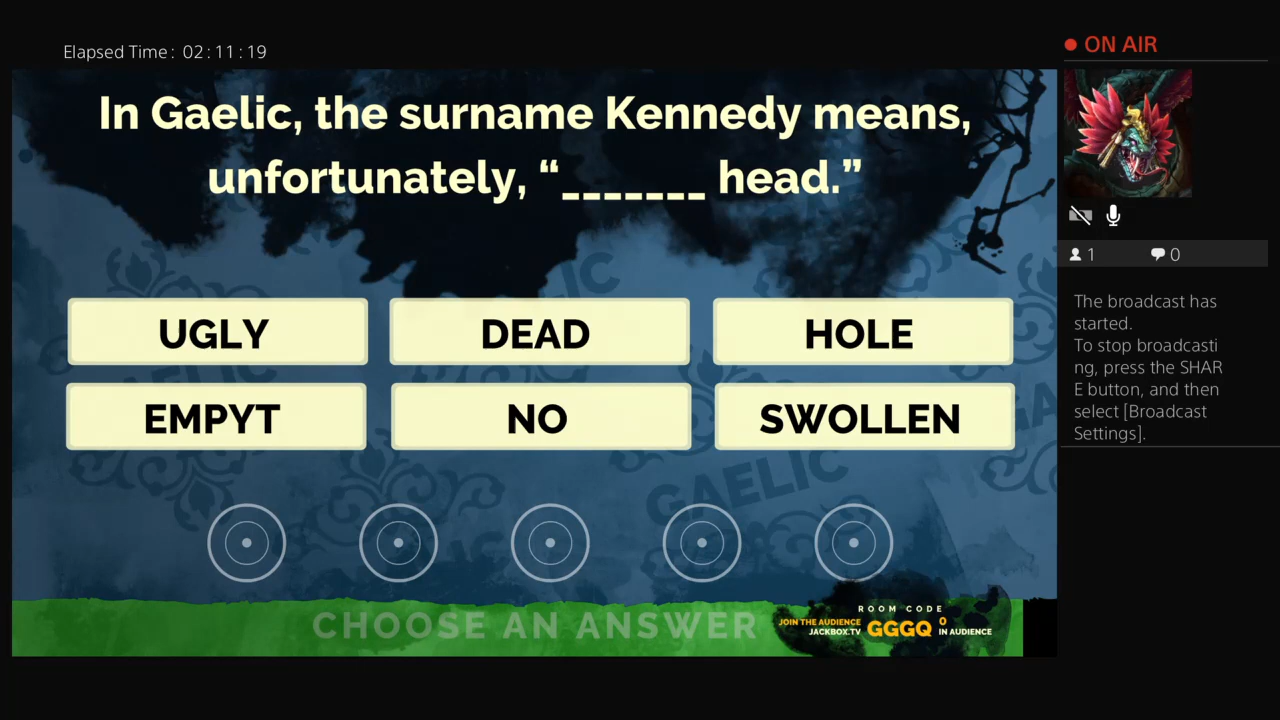 Elapsed Time: 02:11:19
ON AIR
In Gaelic, the surname Kennedy means,
unfortunately, “_______ head.”
UGLY
DEAD
HOLE
EMPYT
NO
SWOLLEN
GAELIC
CHOOSE AN ANSWER
ROOM CODE
JOIN THE AUDIENCE
JACKBOX.TV
GGGQ
0
IN AUDIENCE
1
0
The broadcast has
started.
To stop broadcasti
ng, press the SHAR
E button, and then
select [Broadcast
Settings].